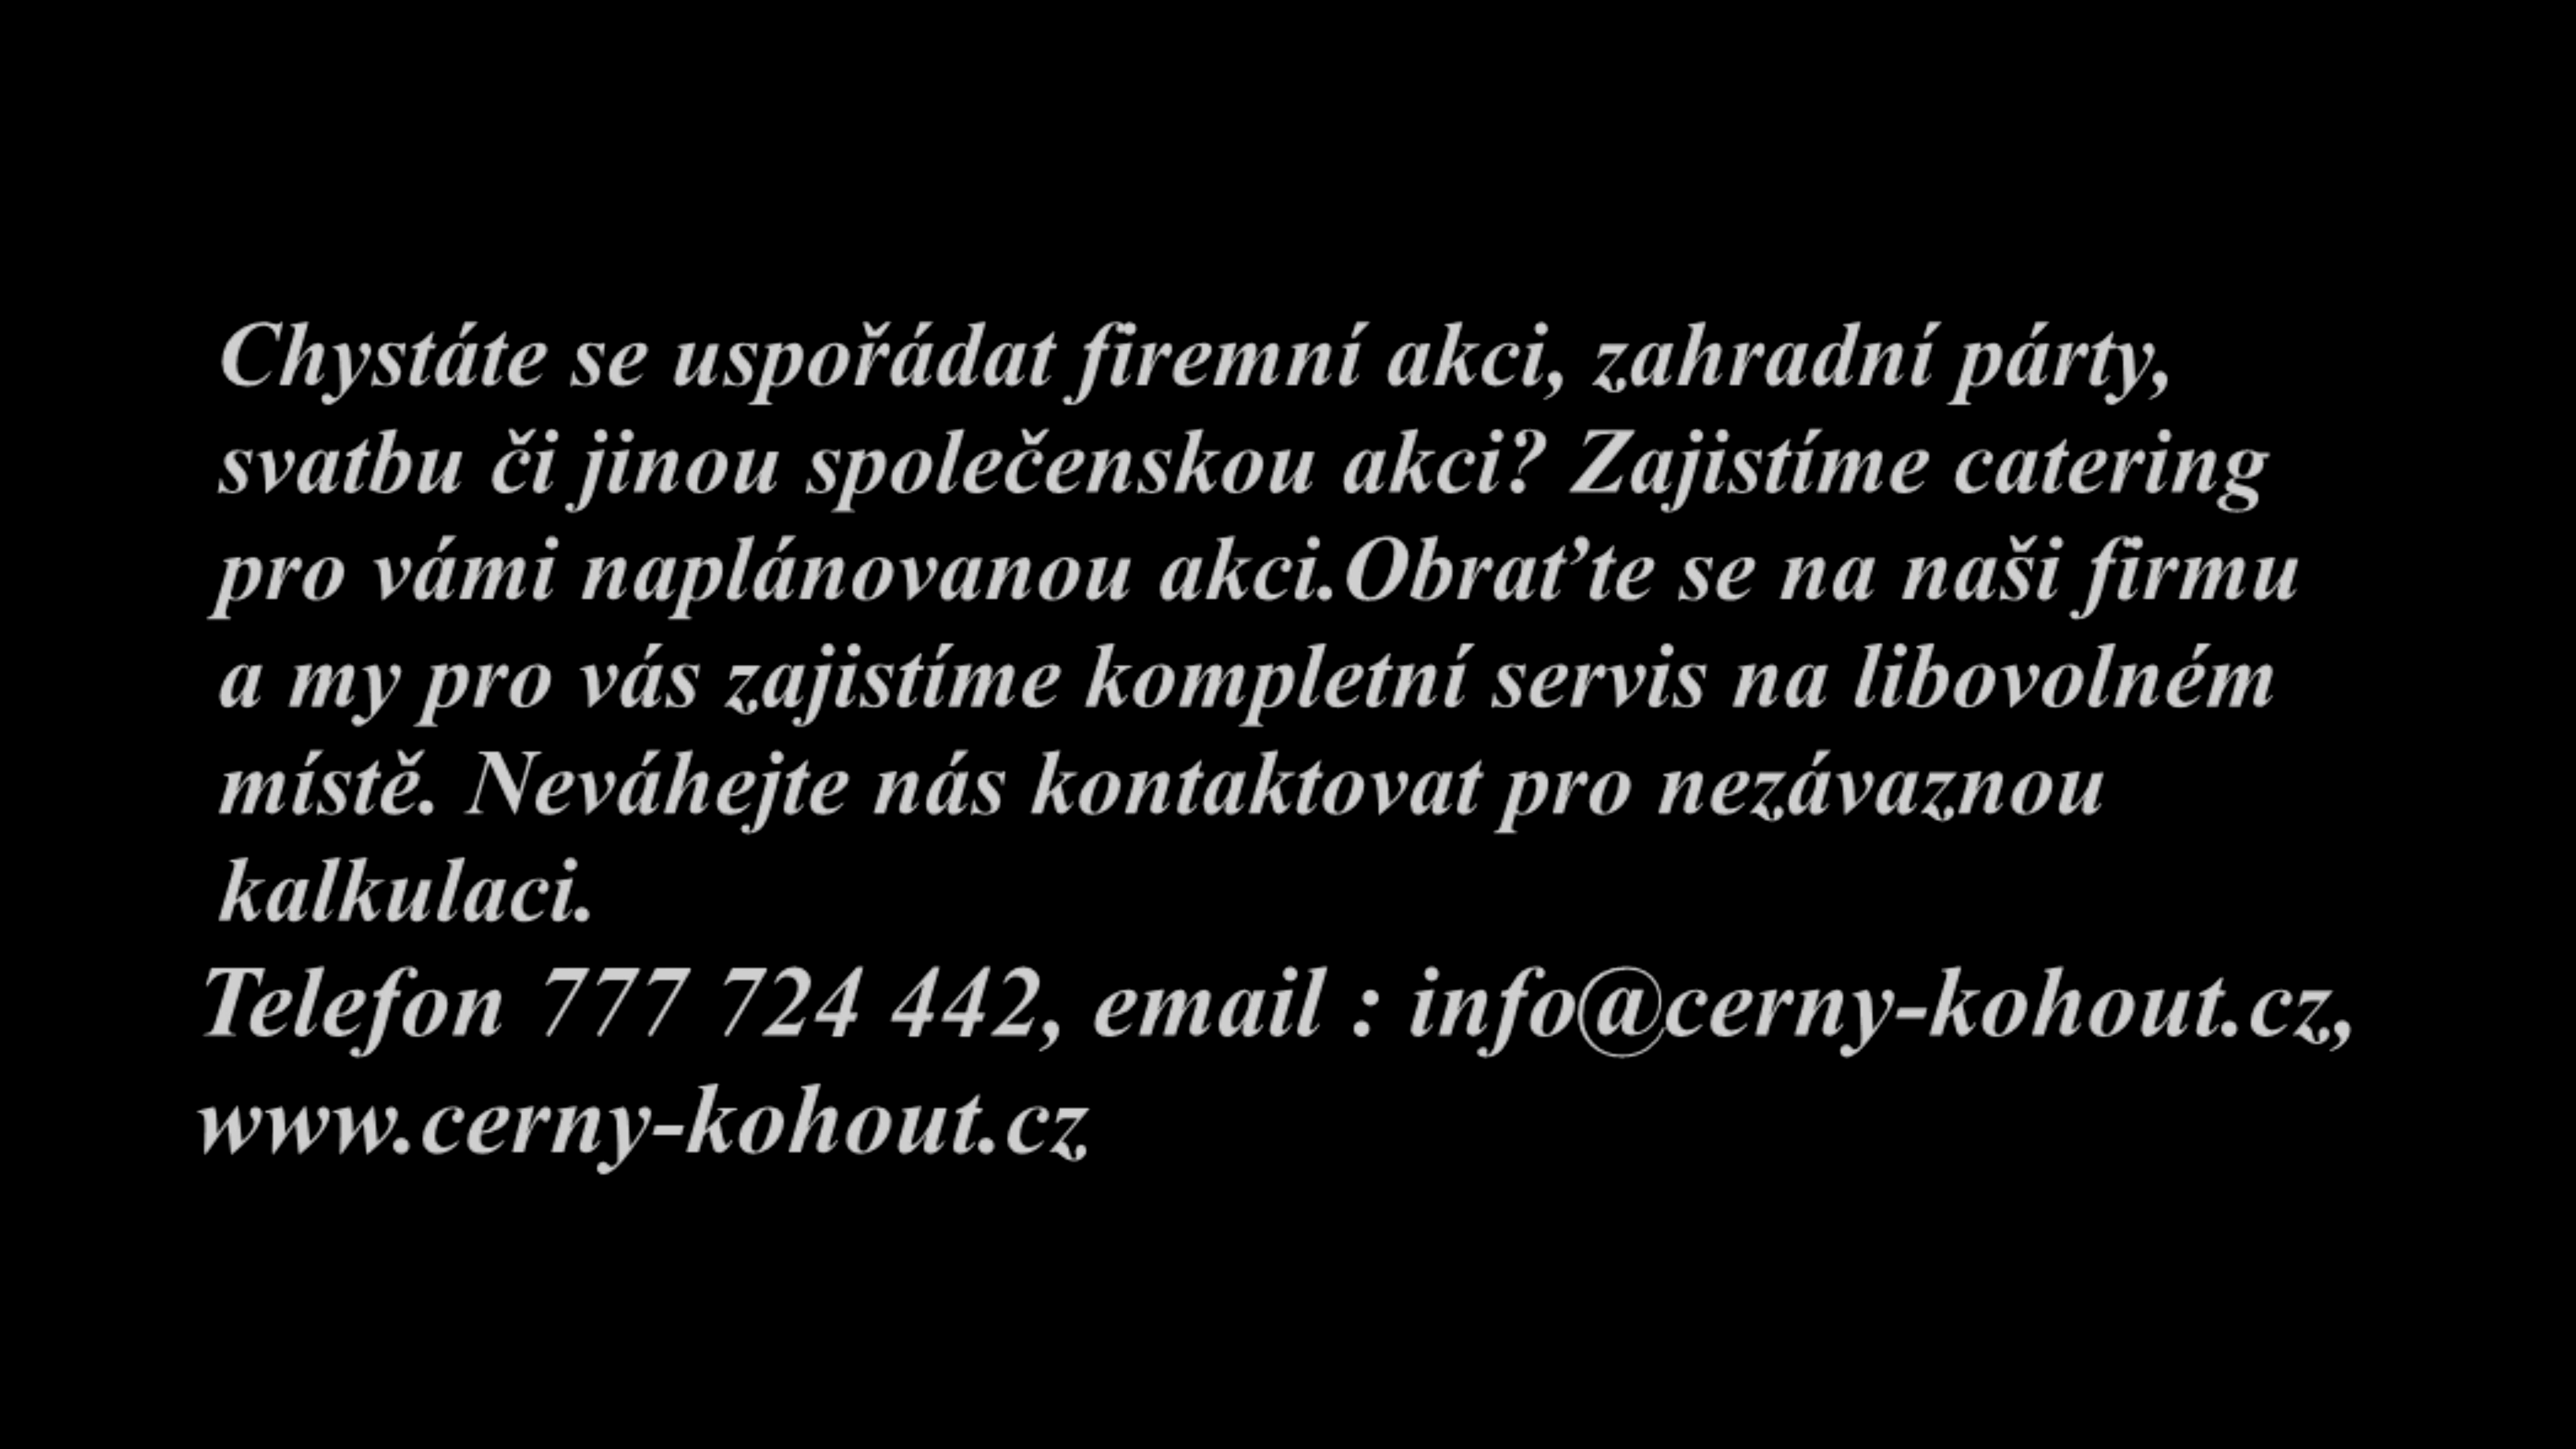 Chystáte se uspořádat firemní akci, zahradní párty,
svatbu či jinou společenskou akci? Zajistíme catering
pro vámi naplánovanou akci.Obrať’te se na naši firmu
a my pro vás zajistíme kompletní servis na libovolném
místě. Neváhejte nás kontaktovat pro nezávaznou
kalkulaci.
Telefon 777 724 442, email : info@cerny-kohout.cz,
www.cerny-kohout.cz